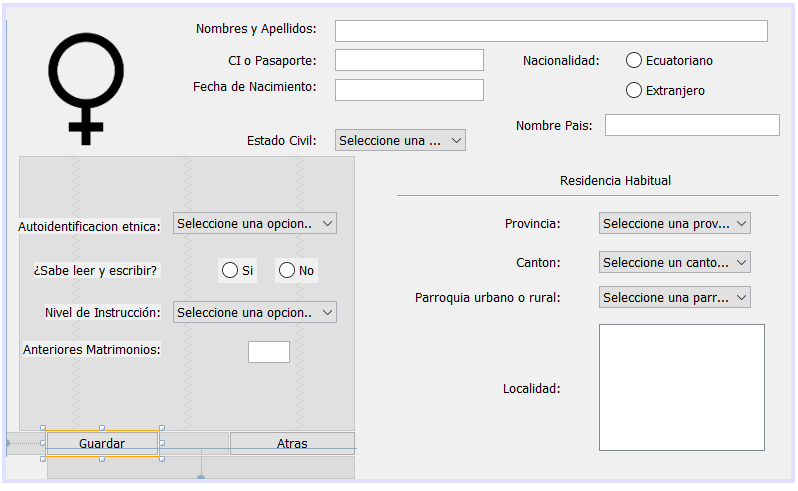 Nombres y Apellidos:
CI o Pasaporte:
Nacionalidad:
Ecuatoriano
Fecha de Nacimiento:
Extranjero
Nombre Pais:
Estado Civil:
Seleccione una ...
Residencia Habitual
Autoidentificacion etnica:
Seleccione una opcion..
Provincia:
Seleccione una prov...
¿Sabe leer y escribir?
Si
No
Canton:
Seleccione un canto...
Nivel de Instrucción:
Seleccione una opcion..
Parroquia urbano o rural:
Seleccione una parr...
Anteriores Matrimonios:
Localidad:
Guardar
Atras